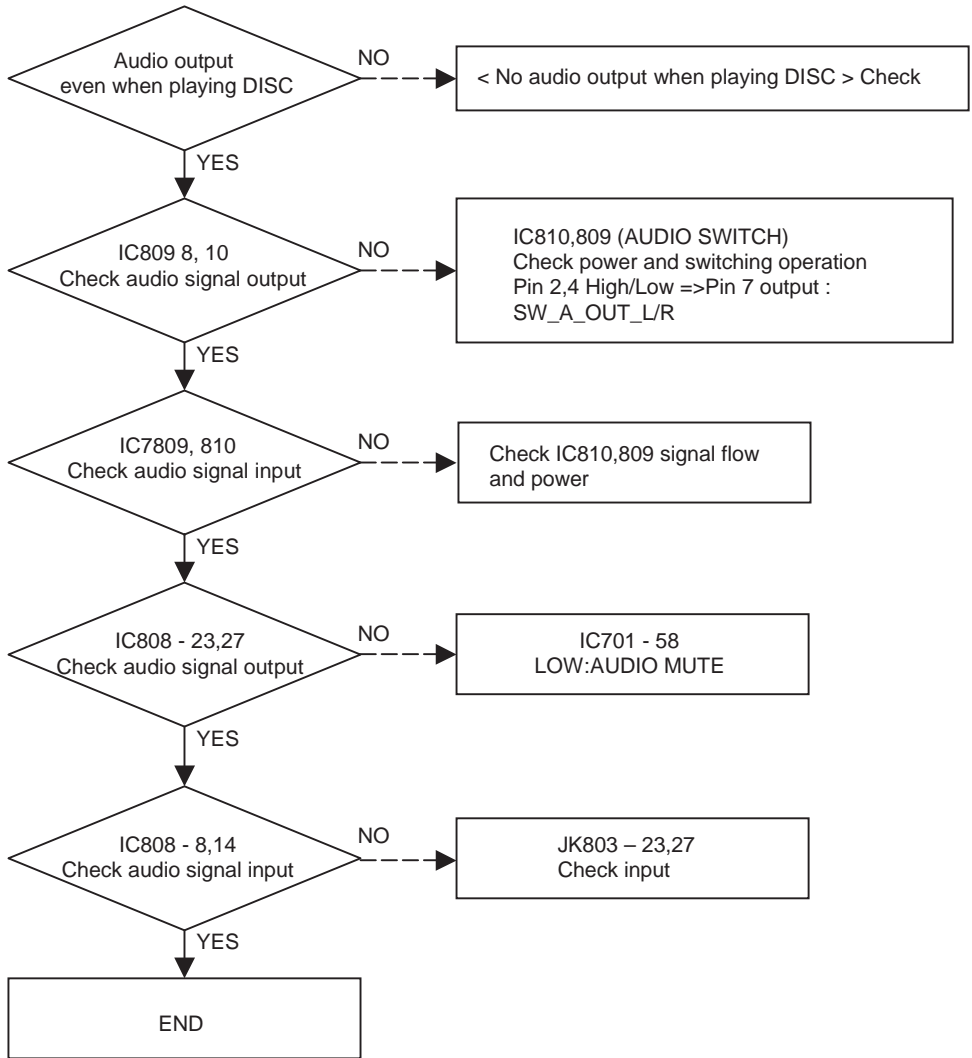 Audio output
even when playing DISC
NO
< No audio output when playing DISC > Check
YES
IC809 8, 10
Check audio signal output
NO
IC810,809 (AUDIO SWITCH)
Check power and switching operation
Pin 2,4 High/Low =>Pin 7 output :
SW_A_OUT_L/R
YES
IC7809, 810
Check audio signal input
NO
Check IC810,809 signal flow
and power
YES
IC808 - 23,27
Check audio signal output
NO
IC701 - 58
LOW:AUDIO MUTE
YES
IC808 - 8,14
Check audio signal input
NO
JK803 – 23,27
Check input
YES
END